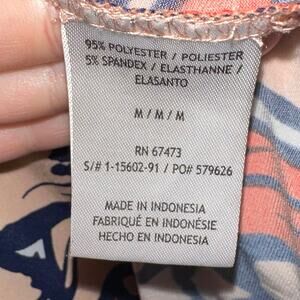 95% POLYESTER / POLIESTER
5% SPANDEX / ELASTHANNE /
ELASANTO
M / M / M
RN 67473
S/# 1-15602-91 / PO# 579626
MADE IN INDONESIA
FABRIQUÉ EN INDONÉSIE
HECHO EN INDONESIA